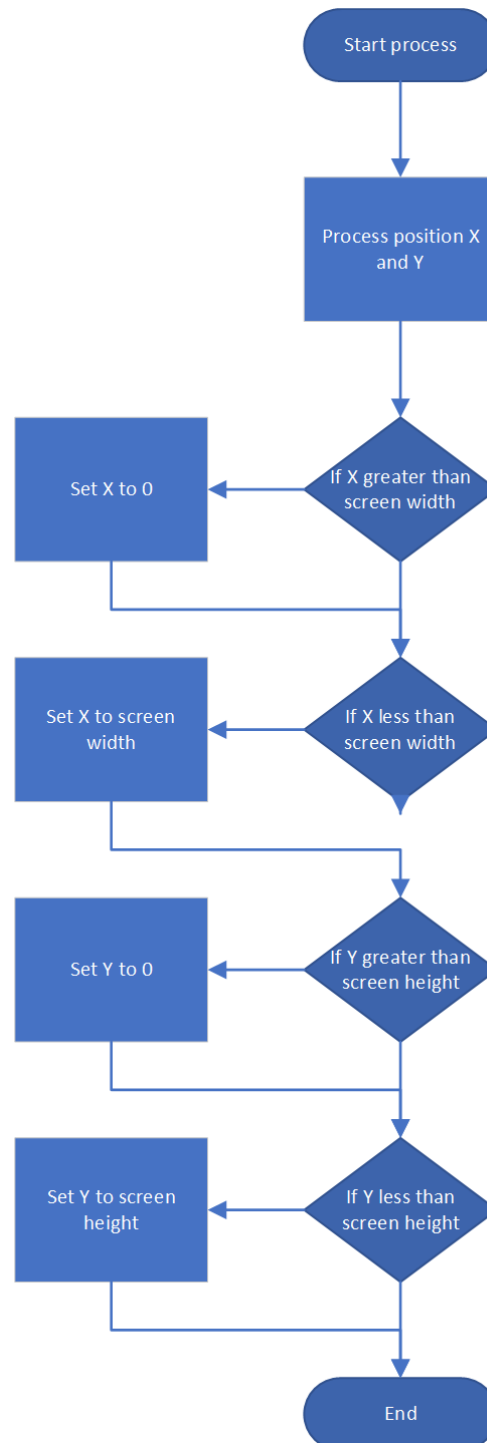 Start process
Process position X
and Y
If X greater than
screen width
Set X to 0
If X less than
screen width
Set X to screen
width
If Y greater than
screen height
Set Y to 0
If Y less than
screen height
Set Y to screen
height
End